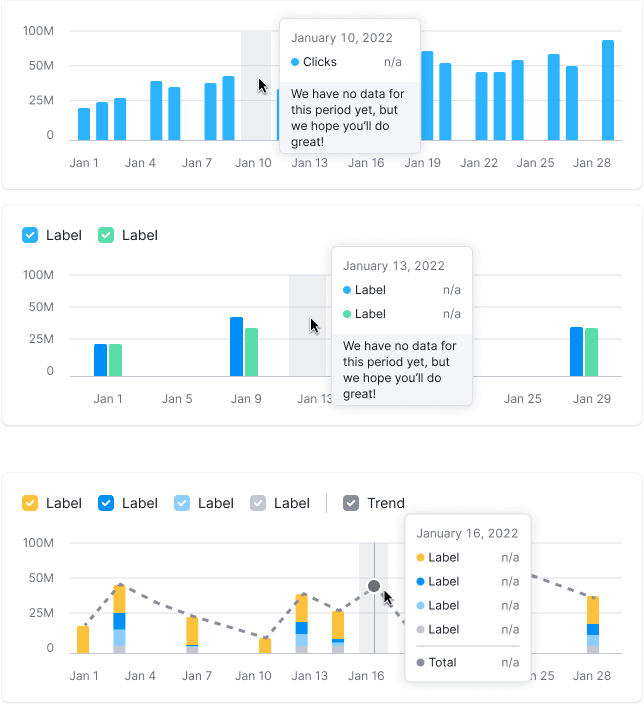 100M
50M
25M
0
Jan 1 Jan 4 Jan 7 Jan 10 Jan 13 Jan 16 Jan 19 Jan 22 Jan 25 Jan 28
January 10, 2022
Clicks n/a
We have no data for
this period yet, but
we hope you'll do
great!
Label Label
100M
50M
25M
0
Jan 1 Jan 5 Jan 9 Jan 13 Jan 25 Jan 29
January 13, 2022
Label n/a
Label n/a
We have no data for
this period yet, but
we hope you'll do
great!
Label Label Label Label Trend
100M
50M
25M
0
Jan 1 Jan 4 Jan 7 Jan 10 Jan 13 Jan 16 an 25 Jan 28
January 16, 2022
Label n/a
Label n/a
Label n/a
Label n/a
Total n/a